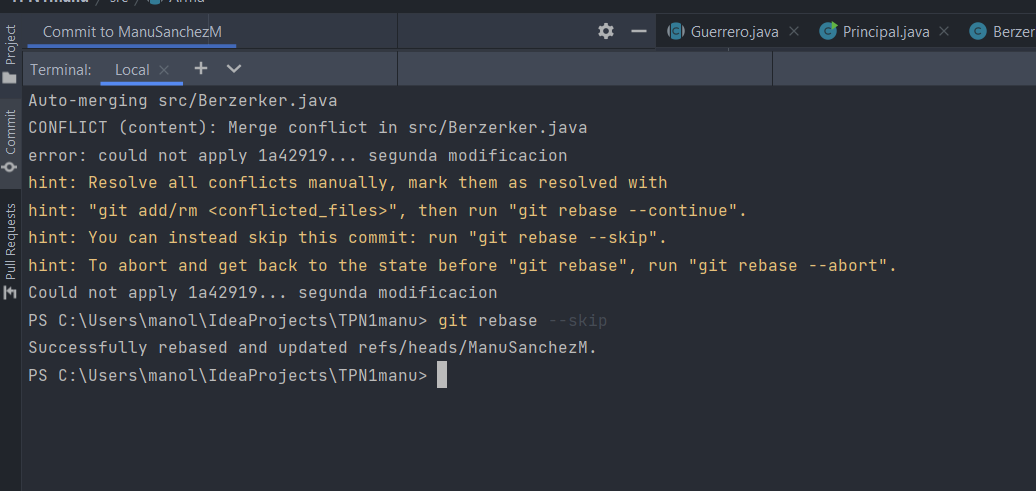 TPN1manu / src / Arma
Commit to ManuSanchezM
Guerrero.java
Principal.java
Berzer
Project
Commit
Pull Requests
Terminal:
Local
Auto-merging src/Berzerker.java
CONFLICT (content): Merge conflict in src/Berzerker.java
error: could not apply 1a42919... segunda modificacion
hint: Resolve all conflicts manually, mark them as resolved with
hint: "git add/rm <conflicted_files>", then run "git rebase --continue".
hint: You can instead skip this commit: run "git rebase --skip".
hint: To abort and get back to the state before "git rebase", run "git rebase --abort".
Could not apply 1a42919... segunda modificacion
PS C:\Users\manol\IdeaProjects\TPN1manu> git rebase --skip
Successfully rebased and updated refs/heads/ManuSanchezM.
PS C:\Users\manol\IdeaProjects\TPN1manu>